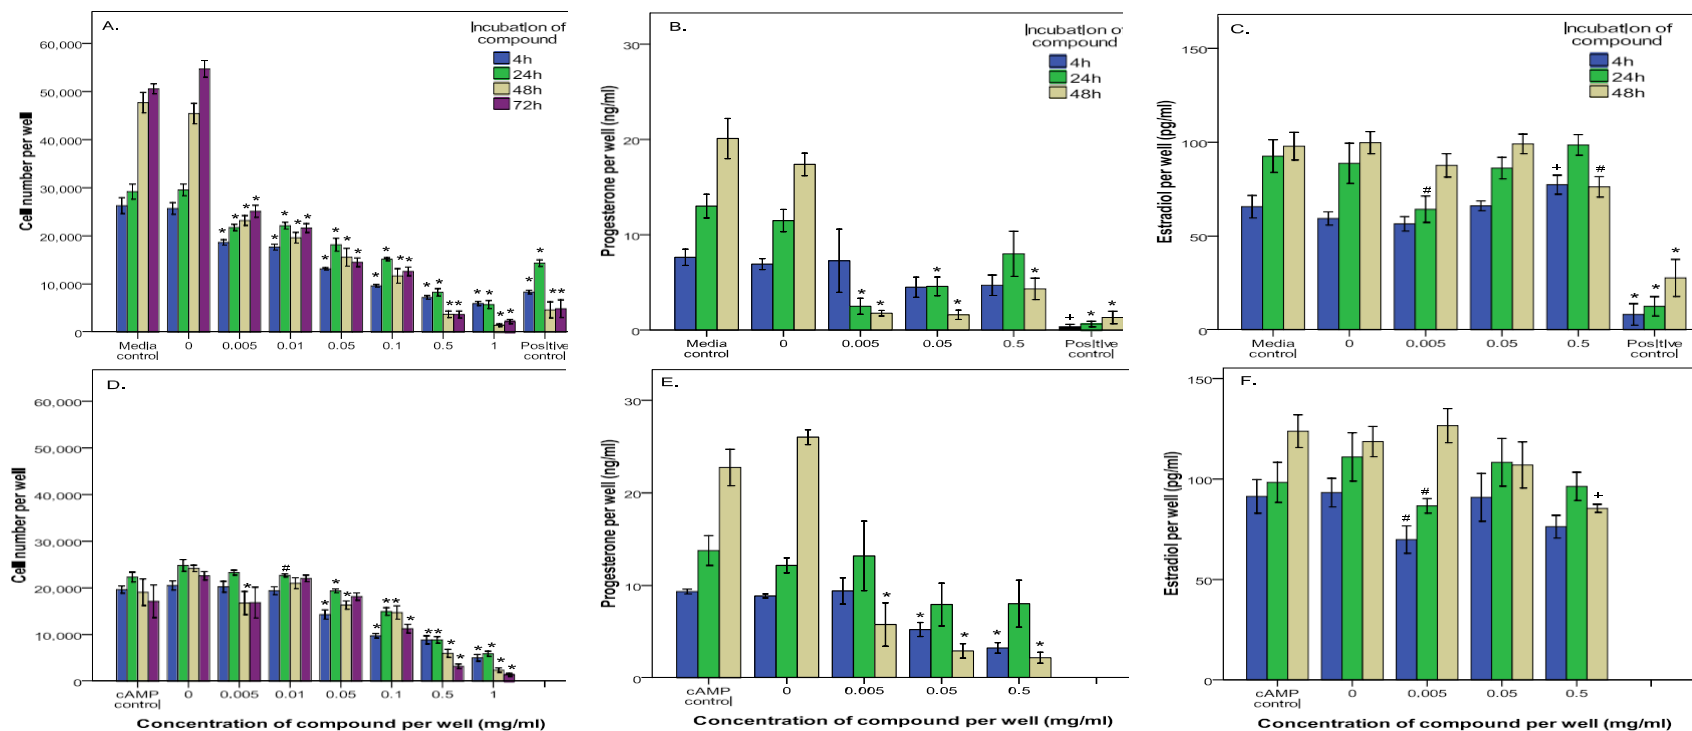 A.
Incubation of
compound
4h
24h
48h
72h
Cell number per well
60,000
50,000
40,000
30,000
20,000
10,000
0
* * * * * * * * * * * * * * * * * * * * * * * * * * * *
Media
control
0
0.005
0.01
0.05
0.1
0.5
1
Positive
control
B.
Incubation of
compound
4h
24h
48h
Progesterone per well (ng/ml)
30
20
10
0
* * * * * + * *
Media
control
0
0.005
0.05
0.5
Positive
control
C.
Incubation of
compound
4h
24h
48h
Estradiol per well (pg/ml)
150
100
50
0
# + # * * *
Media
control
0
0.005
0.05
0.5
Positive
control
D.
Cell number per well
60,000
50,000
40,000
30,000
20,000
10,000
0
* # * * * * * * * * * * * * * * *
cAMP
control
0
0.005
0.01
0.05
0.1
0.5
1
Concentration of compound per well (mg/ml)
E.
Progesterone per well (ng/ml)
30
20
10
0
* * * * *
cAMP
control
0
0.005
0.05
0.5
Concentration of compound per well (mg/ml)
F.
Estradiol per well (pg/ml)
150
100
50
0
# # +
cAMP
control
0
0.005
0.05
0.5
Concentration of compound per well (mg/ml)